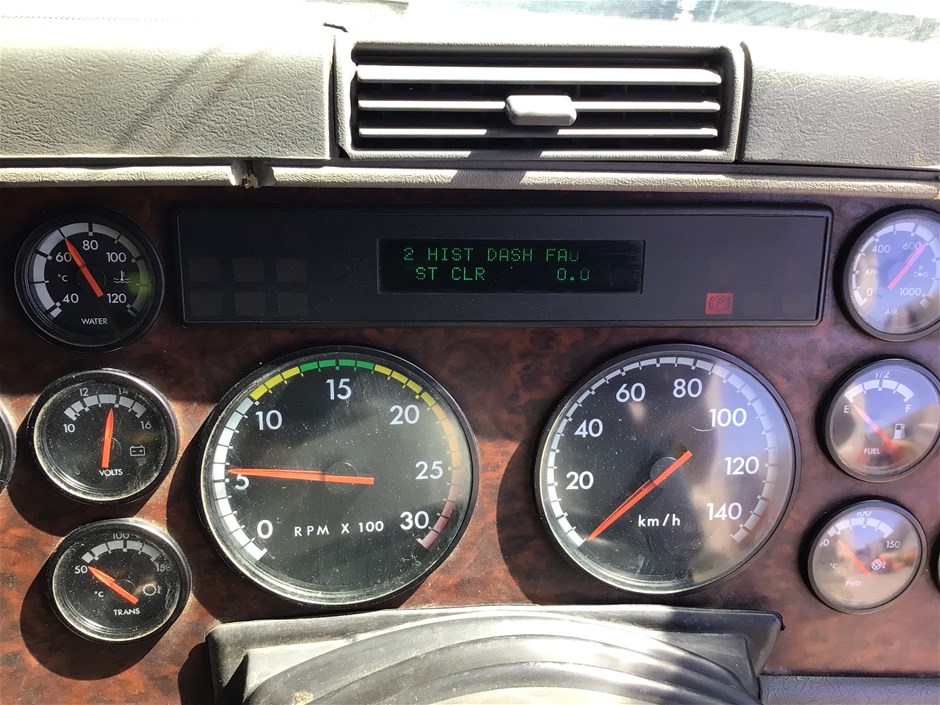 2 HIST DASH FAU
ST CLR 0.0
(P)
40 60 80 100 120
°C
WATER
0 400 600 1000
AIR
10 12 14 16
VOLTS
0 5 10 15 20 25 30
RPM X 100
0 20 40 60 80 100 120 140
km/h
E 1/2 F
FUEL
50 100 150
°C
TRANS
100 150
°C
FWD